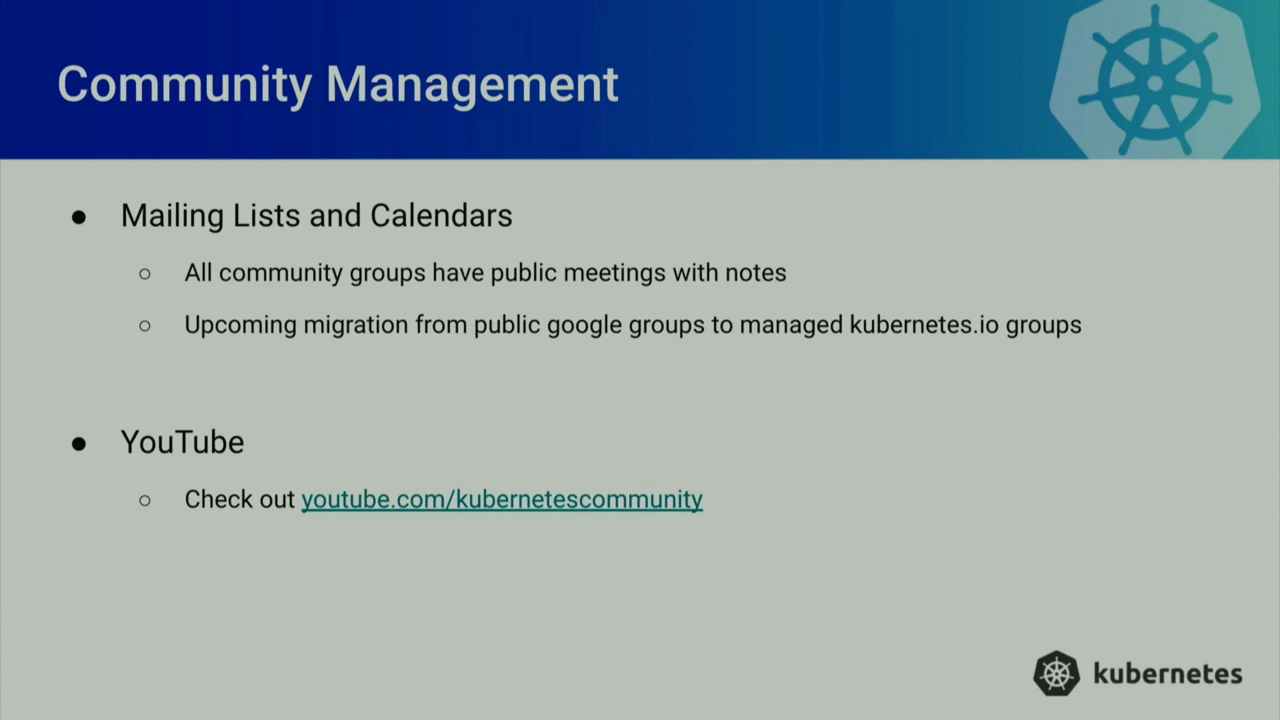 Community Management
● Mailing Lists and Calendars
○ All community groups have public meetings with notes
○ Upcoming migration from public google groups to managed kubernetes.io groups
● YouTube
○ Check out youtube.com/kubernetescommunity
kubernetes